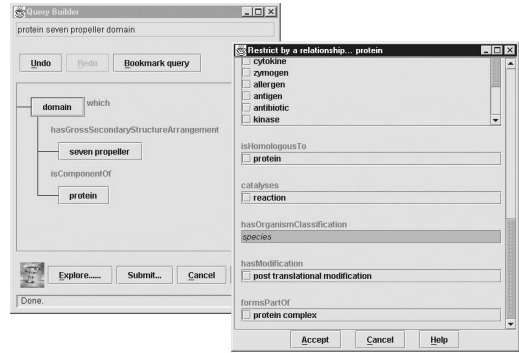 Query Builder
protein seven propeller domain
Undo
Redo
Bookmark query
domain which
hasGrossSecondaryStructureArrangement
seven propeller
isComponentOf
protein
Explore......
Submit...
Cancel
Done.
Restrict by a relationship... protein
cytokine
zymogen
allergen
antigen
antibiotic
kinase
isHomologousTo
protein
catalyses
reaction
hasOrganismClassification
species
hasModification
post translational modification
formsPartOf
protein complex
Accept
Cancel
Help